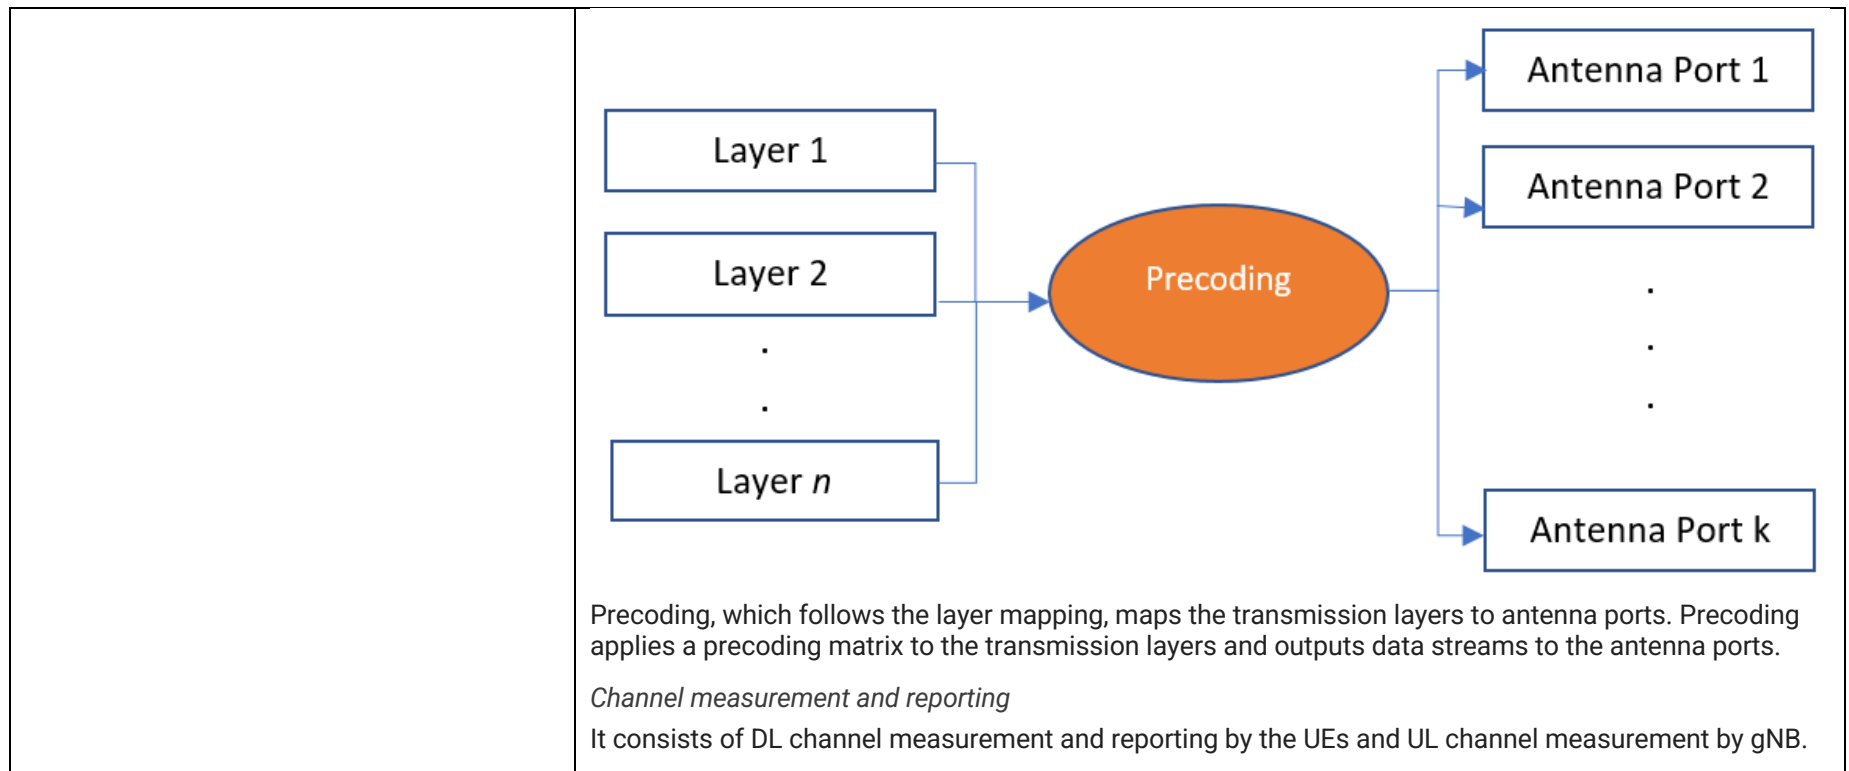 Layer 1
Layer 2
.
.
Layer n
Precoding
Antenna Port 1
Antenna Port 2
.
.
.
Antenna Port k
Precoding, which follows the layer mapping, maps the transmission layers to antenna ports. Precoding
applies a precoding matrix to the transmission layers and outputs data streams to the antenna ports.
Channel measurement and reporting
It consists of DL channel measurement and reporting by the UEs and UL channel measurement by gNB.